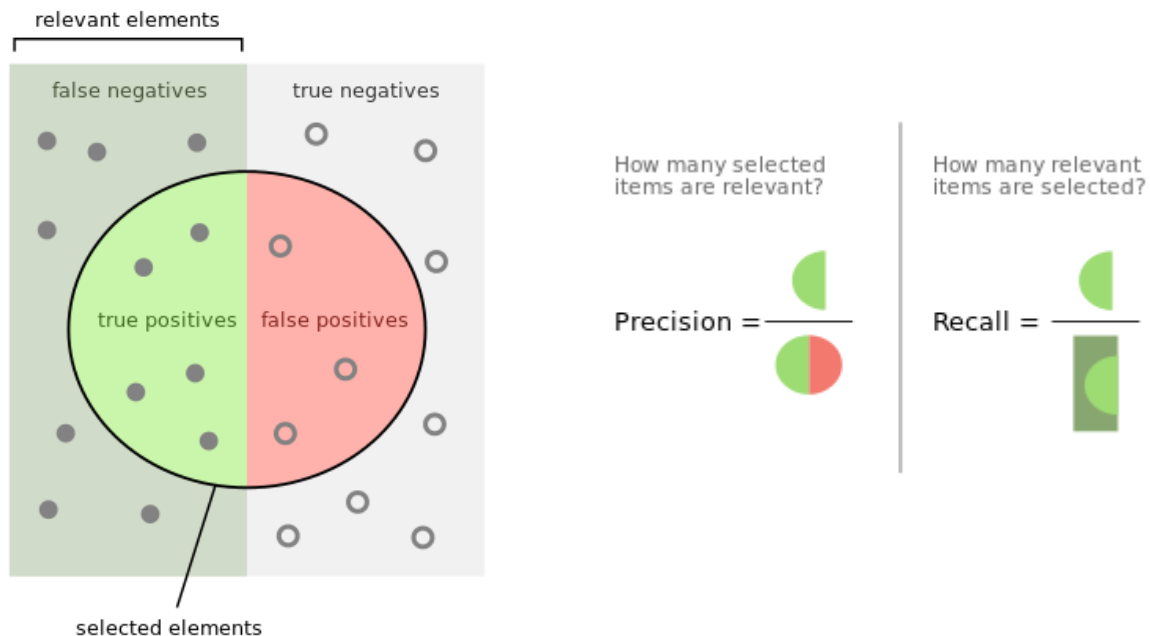 relevant elements
false negatives
true negatives
true positives
false positives
selected elements
How many selected
items are relevant?
Precision =
How many relevant
items are selected?
Recall =